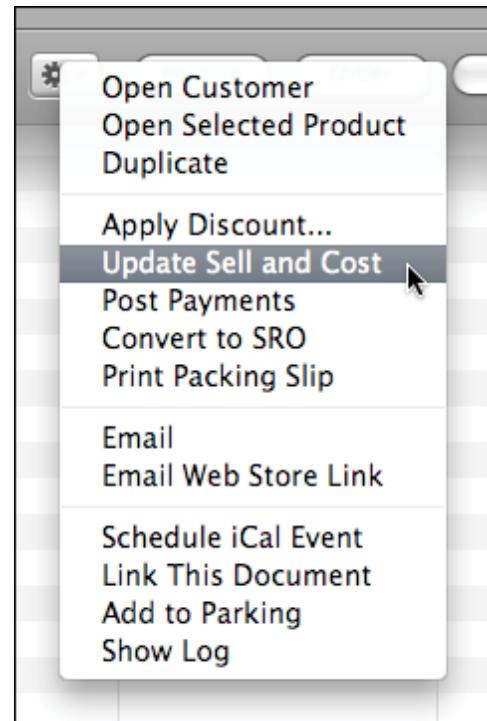 Open Customer
Open Selected Product
Duplicate
Apply Discount...
Update Sell and Cost
Post Payments
Convert to SRO
Print Packing Slip
Email
Email Web Store Link
Schedule iCal Event
Link This Document
Add to Parking
Show Log